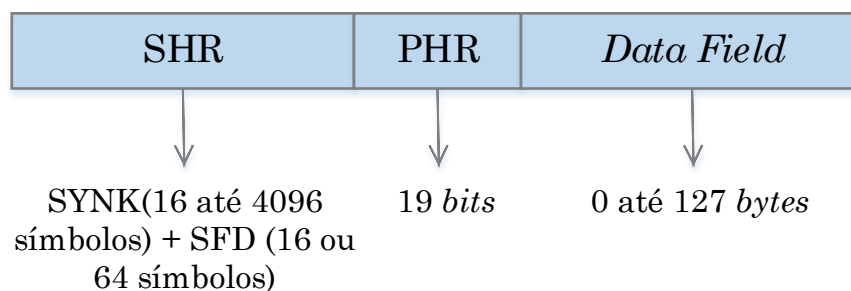 SHR PHR Data Field
SYNK(16 até 4096 19 bits 0 até 127 bytes
símbolos) + SFD (16 ou
64 símbolos)